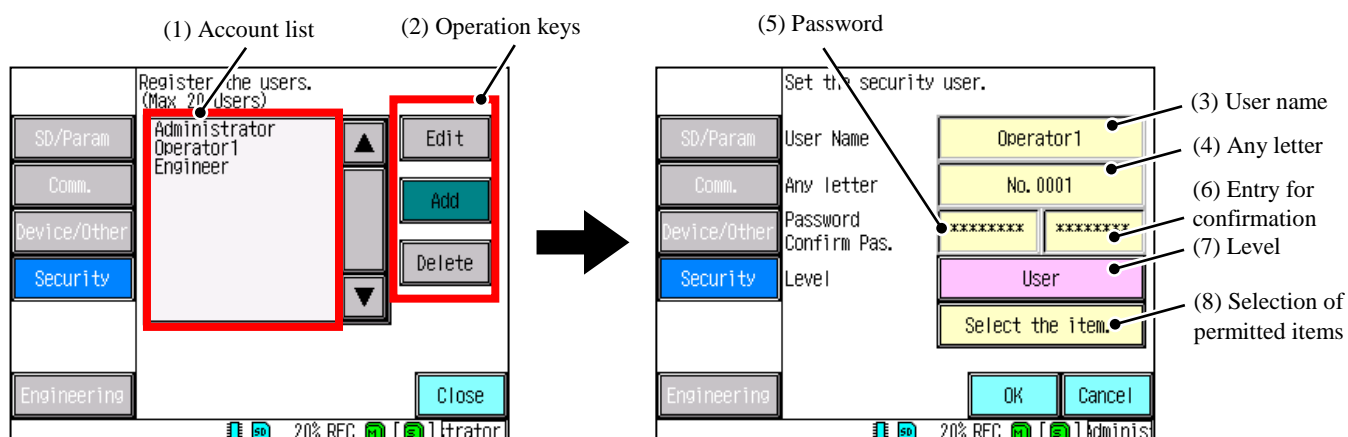 (1) Account list
(2) Operation keys
Register the users.
(Max 20 Users)
Administrator
Operator1
Engineer
SD/Param
Comm.
Device/Other
Security
Engineering
Edit
Add
Delete
Close
20% REC M [ E ] trator
(5) Password
Set the security user.
SD/Param
Comm.
Device/Other
Security
Engineering
User Name
Operator1
Any letter
No.0001
Password
Confirm Pas.
******** ********
Level
User
Select the item.
OK
Cancel
20% REC M [ E ] Adminis
(3) User name
(4) Any letter
(6) Entry for
confirmation
(7) Level
(8) Selection of
permitted items